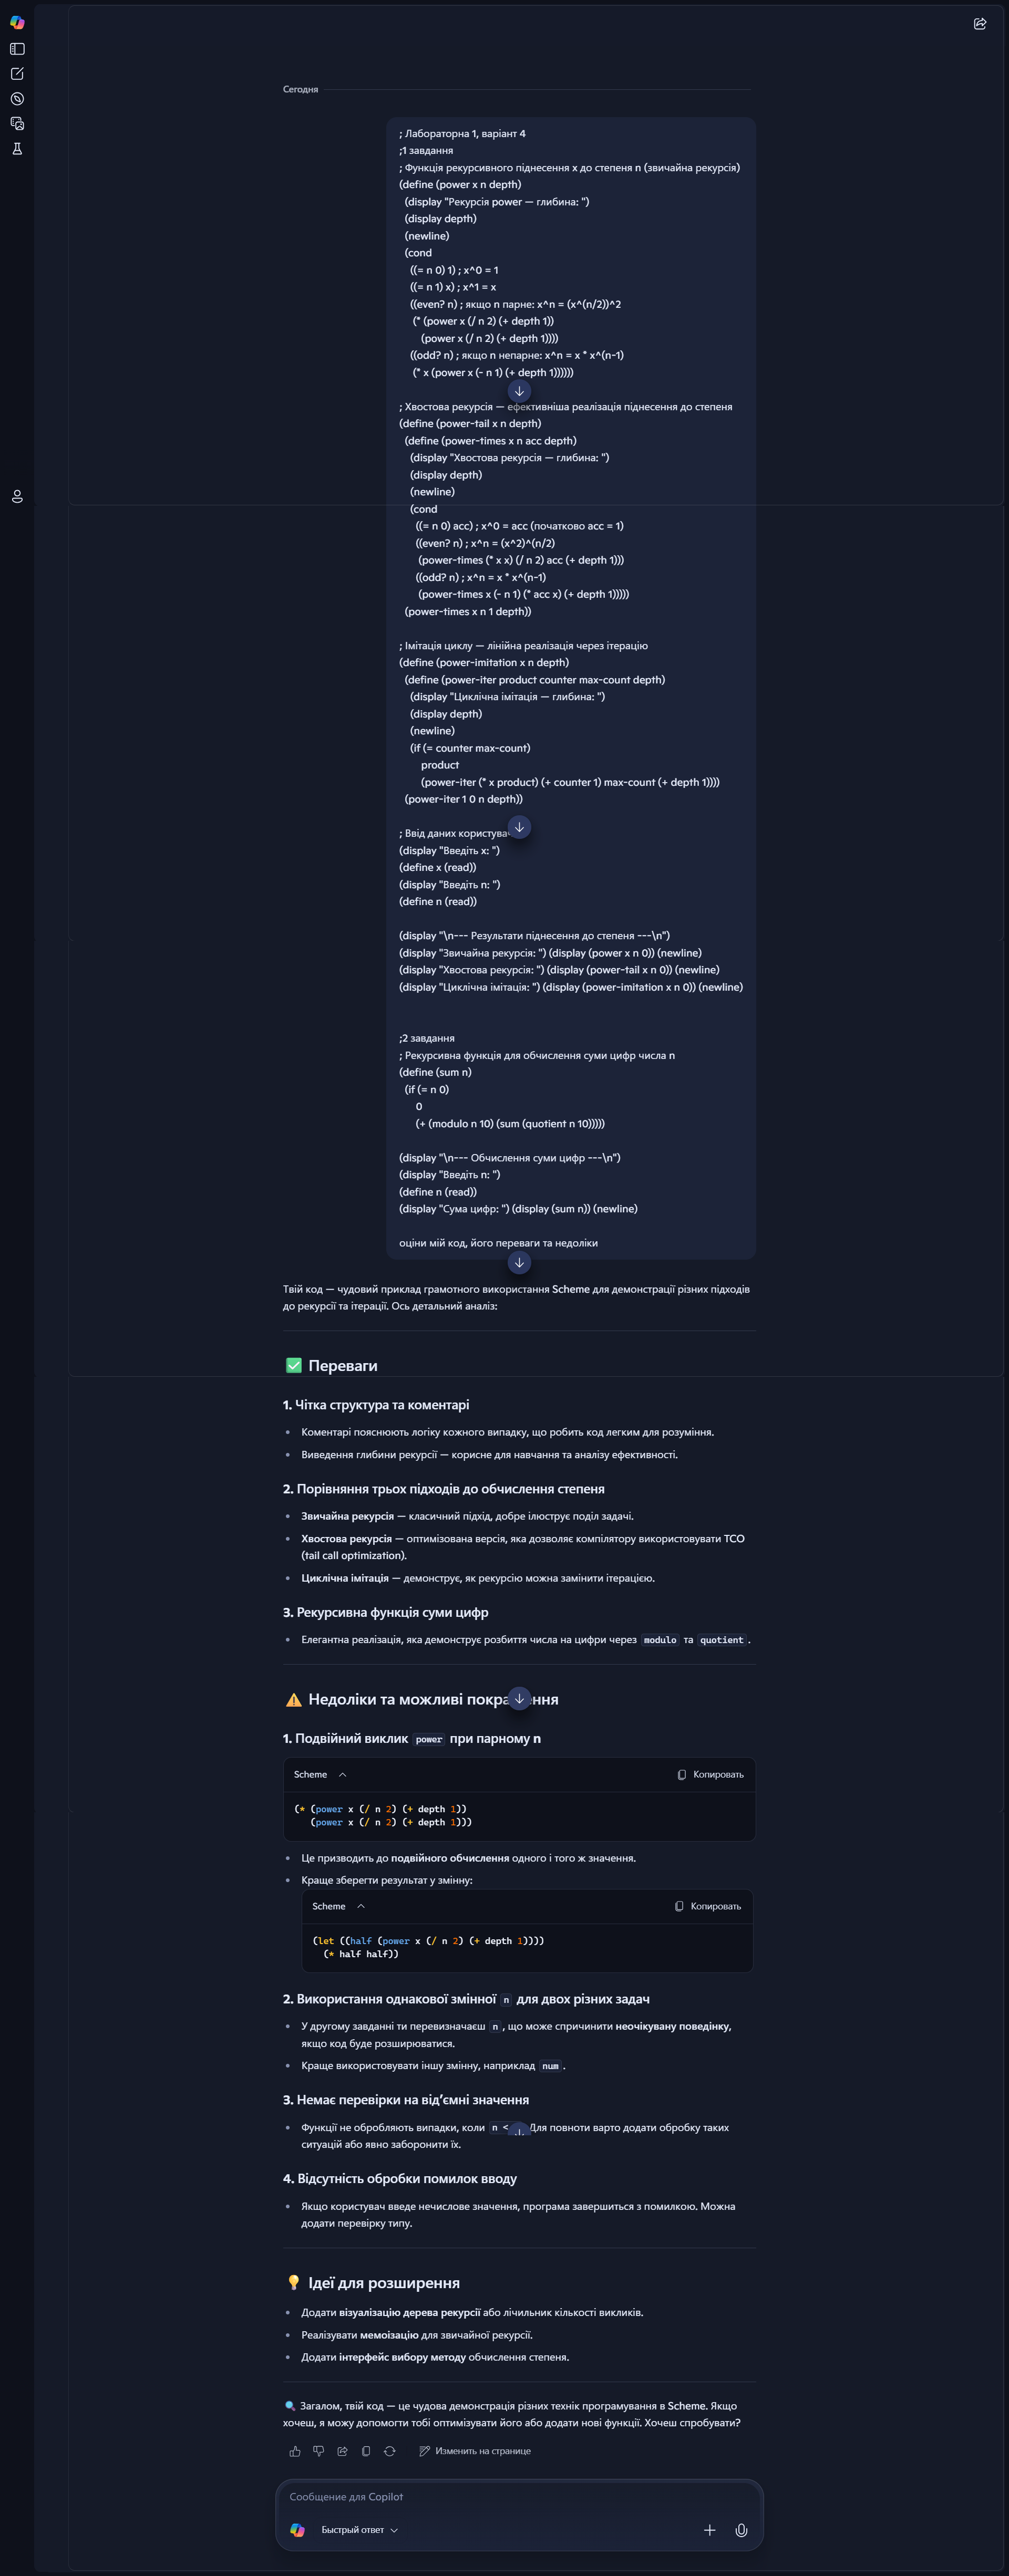 Сегодня
; Лабораторна 1, варіант 4
;1 завдання
; Функція рекурсивного піднесення x до степеня n (звичайна рекурсія)
(define (power x n depth)
(display "Рекурсія power — глибина: ")
(display depth)
(newline)
(cond
((= n 0) 1) ; x^0 = 1
((= n 1) x) ; x^1 = x
((even? n) ; якщо n парне: x^n = (x^(n/2))^2
(* (power x (/ n 2) (+ depth 1))
(power x (/ n 2) (+ depth 1))))
((odd? n) ; якщо n непарне: x^n = x * x^(n-1)
(* x (power x (- n 1) (+ depth 1))))))
; Хвостова рекурсія — ефективніша реалізація піднесення до степеня
(define (power-tail x n depth)
(define (power-times x n acc depth)
(display "Хвостова рекурсія — глибина: ")
(display depth)
(newline)
(cond
((= n 0) acc) ; x^0 = acc (початково acc = 1)
((even? n) ; x^n = (x^2)^(n/2)
(power-times (* x x) (/ n 2) acc (+ depth 1)))
((odd? n) ; x^n = x * x^(n-1)
(power-times x (- n 1) (* acc x) (+ depth 1)))))
(power-times x n 1 depth))
; Імітація циклу — лінійна реалізація через ітерацію
(define (power-imitation x n depth)
(define (power-iter product counter max-count depth)
(display "Циклічна імітація — глибина: ")
(display depth)
(newline)
(if (= counter max-count)
product
(power-iter (* x product) (+ counter 1) max-count (+ depth 1))))
(power-iter 1 0 n depth))
; Ввід даних
(display "Введіть x: ")
(define x (read))
(display "Введіть n: ")
(define n (read))
(display "\n--- Результати піднесення до степеня ---\n")
(display "Звичайна рекурсія: ") (display (power x n 0)) (newline)
(display "Хвостова рекурсія: ") (display (power-tail x n 0)) (newline)
(display "Циклічна імітація: ") (display (power-imitation x n 0)) (newline)
;2 завдання
; Рекурсивна функція для обчислення суми цифр числа n
(define (sum n)
(if (= n 0)
0
(+ (modulo n 10) (sum (quotient n 10)))))
(display "\n--- Обчислення суми цифр ---\n")
(display "Введіть n: ")
(define n (read))
(display "Сума цифр: ") (display (sum n)) (newline)
оціни мій код, його переваги та недоліки
Твій код — чудовий приклад грамотного використання Scheme для демонстрації різних підходів
до рекурсії та ітерації. Ось детальний аналіз:
✅ Переваги
1. Чітка структура та коментарі
• Коментарі пояснюють логіку кожного випадку, що робить код легким для розуміння.
• Виведення глибини рекурсії — корисне для навчання та аналізу ефективності.
2. Порівняння трьох підходів до обчислення степеня
• Звичайна рекурсія — класичний підхід, добре ілюструє поділ задачі.
• Хвостова рекурсія — оптимізована версія, яка дозволяє компілятору використовувати TCO
(tail call optimization).
• Циклічна імітація — демонструє, як рекурсію можна замінити ітерацією.
3. Рекурсивна функція суми цифр
• Елегантна реалізація, яка демонструє розбиття числа на цифри через modulo та quotient.
⚠️ Недоліки та можливі
1. Подвійний виклик power при парному n
Scheme
Копировать
(* (power x (/ n 2) (+ depth 1))
(power x (/ n 2) (+ depth 1)))
• Це призводить до подвійного обчислення одного і того ж значення.
• Краще зберегти результат у змінну:
Scheme
Копировать
(let ((half (power x (/ n 2) (+ depth 1))))
(* half half))
2. Використання однакової змінної n для двох різних задач
• У другому завданні ти перевизначаєш n, що може спричинити неочікувану поведінку,
якщо код буде розширюватися.
• Краще використовувати іншу змінну, наприклад num.
3. Немає перевірки на від’ємні значення
• Функції не обробляють випадки, коли n < Для повноти варто додати обробку таких
ситуацій або явно заборонити їх.
4. Відсутність обробки помилок вводу
• Якщо користувач введе нечислове значення, програма завершиться з помилкою. Можна
додати перевірку типу.
💡 Ідеї для розширення
• Додати візуалізацію дерева рекурсії або лічильник кількості викликів.
• Реалізувати мемоізацію для звичайної рекурсії.
• Додати інтерфейс вибору методу обчислення степеня.
🔍 Загалом, твій код — це чудова демонстрація різних технік програмування в Scheme. Якщо
хочеш, я можу допомогти тобі оптимізувати його або додати нові функції. Хочеш спробувати?
Изменить на странице
Сообщение для Copilot
Быстрый ответ